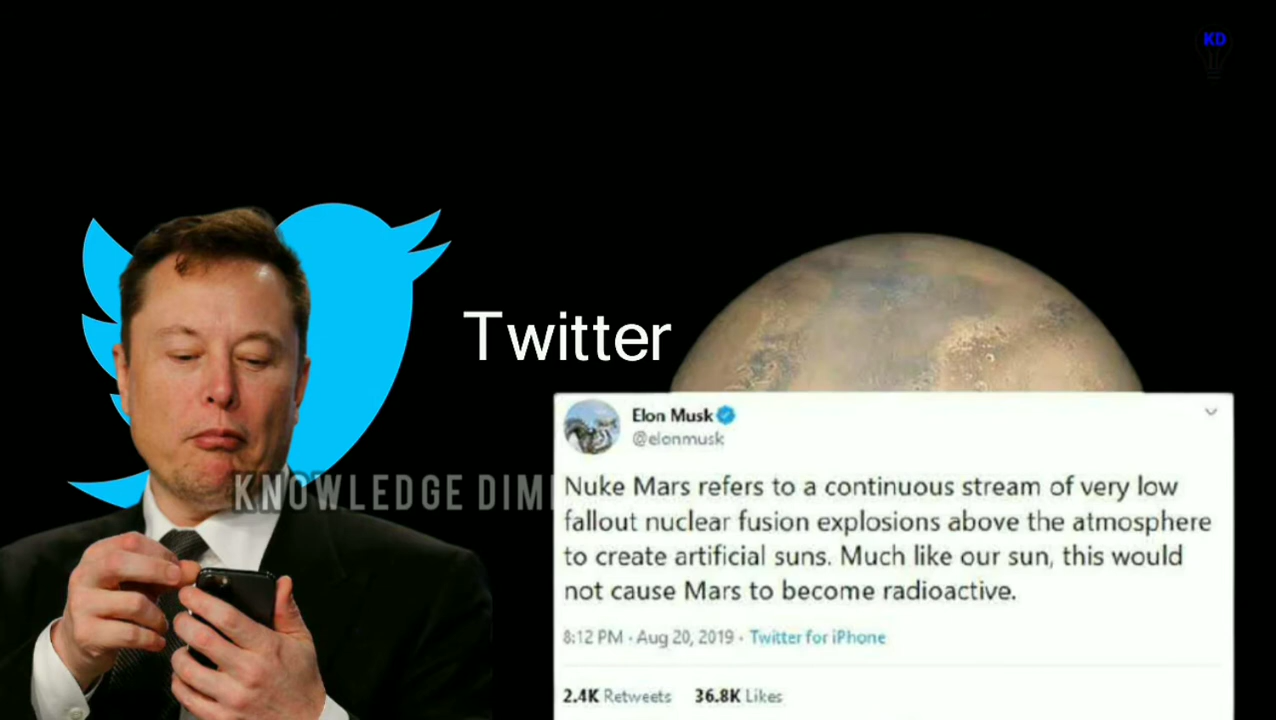 KD
Twitter
KNOWLEDGE
Elon Musk
@elonmusk
Nuke Mars refers to a continuous stream of very low
fallout nuclear fusion explosions above the atmosphere
to create artificial suns. Much like our sun, this would
not cause Mars to become radioactive.
8:12 PM · Aug 20, 2019 · Twitter for iPhone
2.4K Retweets 36.8K Likes